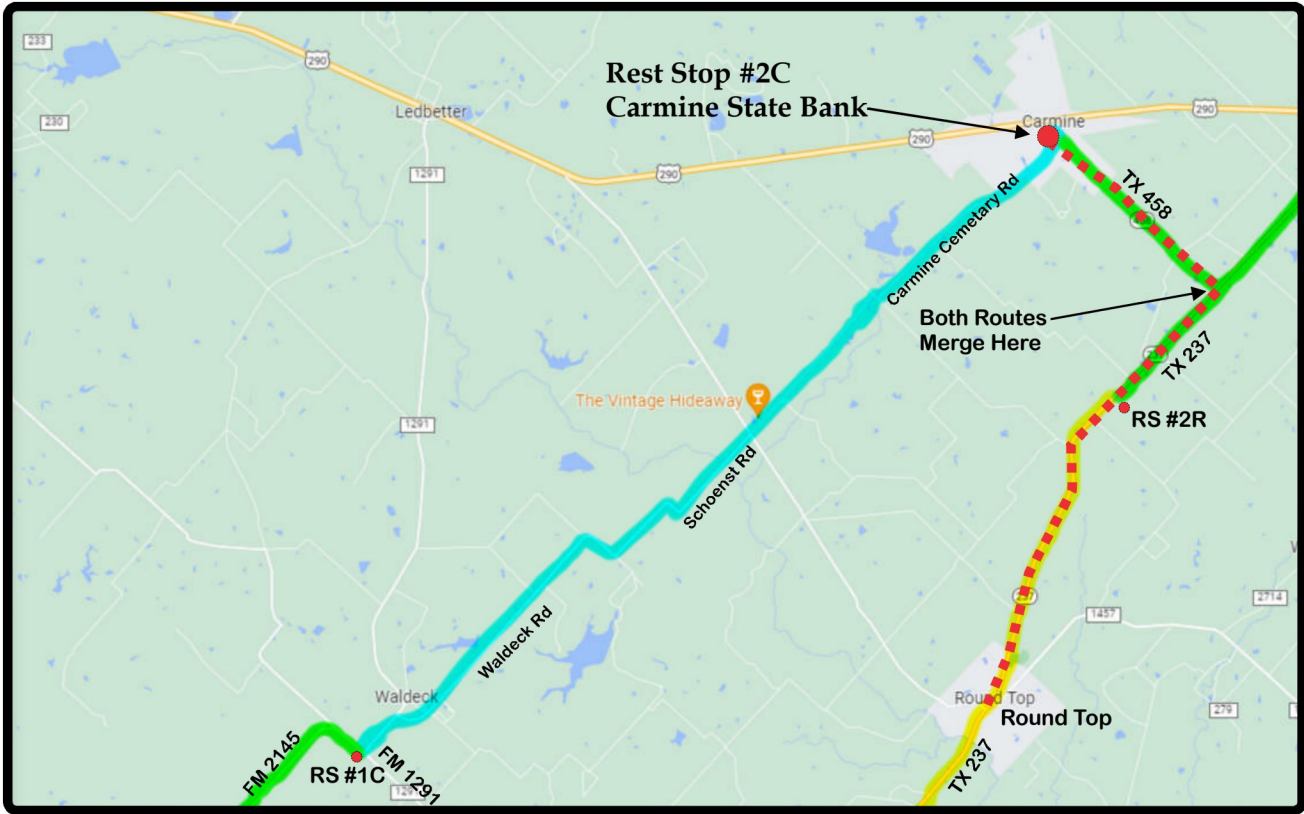 233
290
Rest Stop #2C
Carmine State Bank
290
Ledbetter
230
Carmine
290
290
1291
TX 458
Carmine Cemetary Rd
Both Routes
Merge Here
TX 237
The Vintage Hideaway
RS #2R
1291
Schoenst Rd
237
1457
2714
Waldeck Rd
Waldeck
Round Top
Round Top
279
FM 2145
RS #1C
FM 1291
TX 237